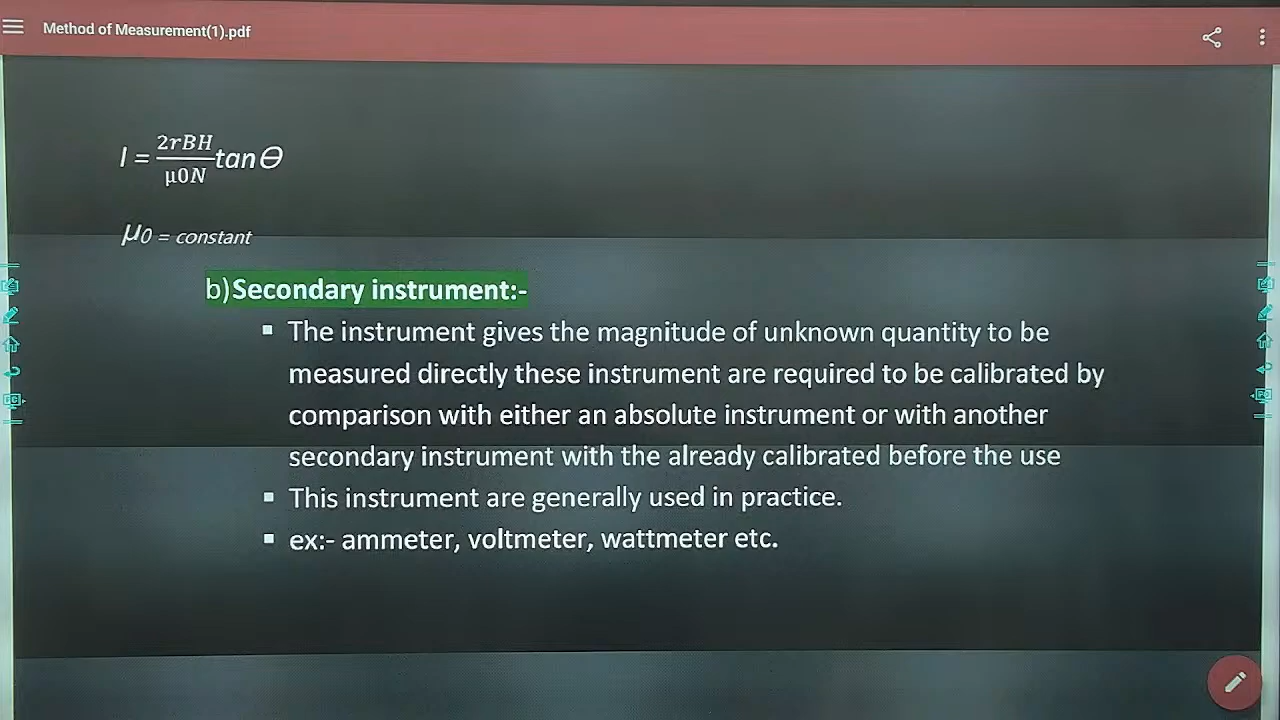 Method of Measurement(1).pdf
I = 2rBH/µ0N tan Θ
µ0 = constant
b)Secondary instrument:-
▪ The instrument gives the magnitude of unknown quantity to be
measured directly these instrument are required to be calibrated by
comparison with either an absolute instrument or with another
secondary instrument with the already calibrated before the use
▪ This instrument are generally used in practice.
▪ ex:- ammeter, voltmeter, wattmeter etc.